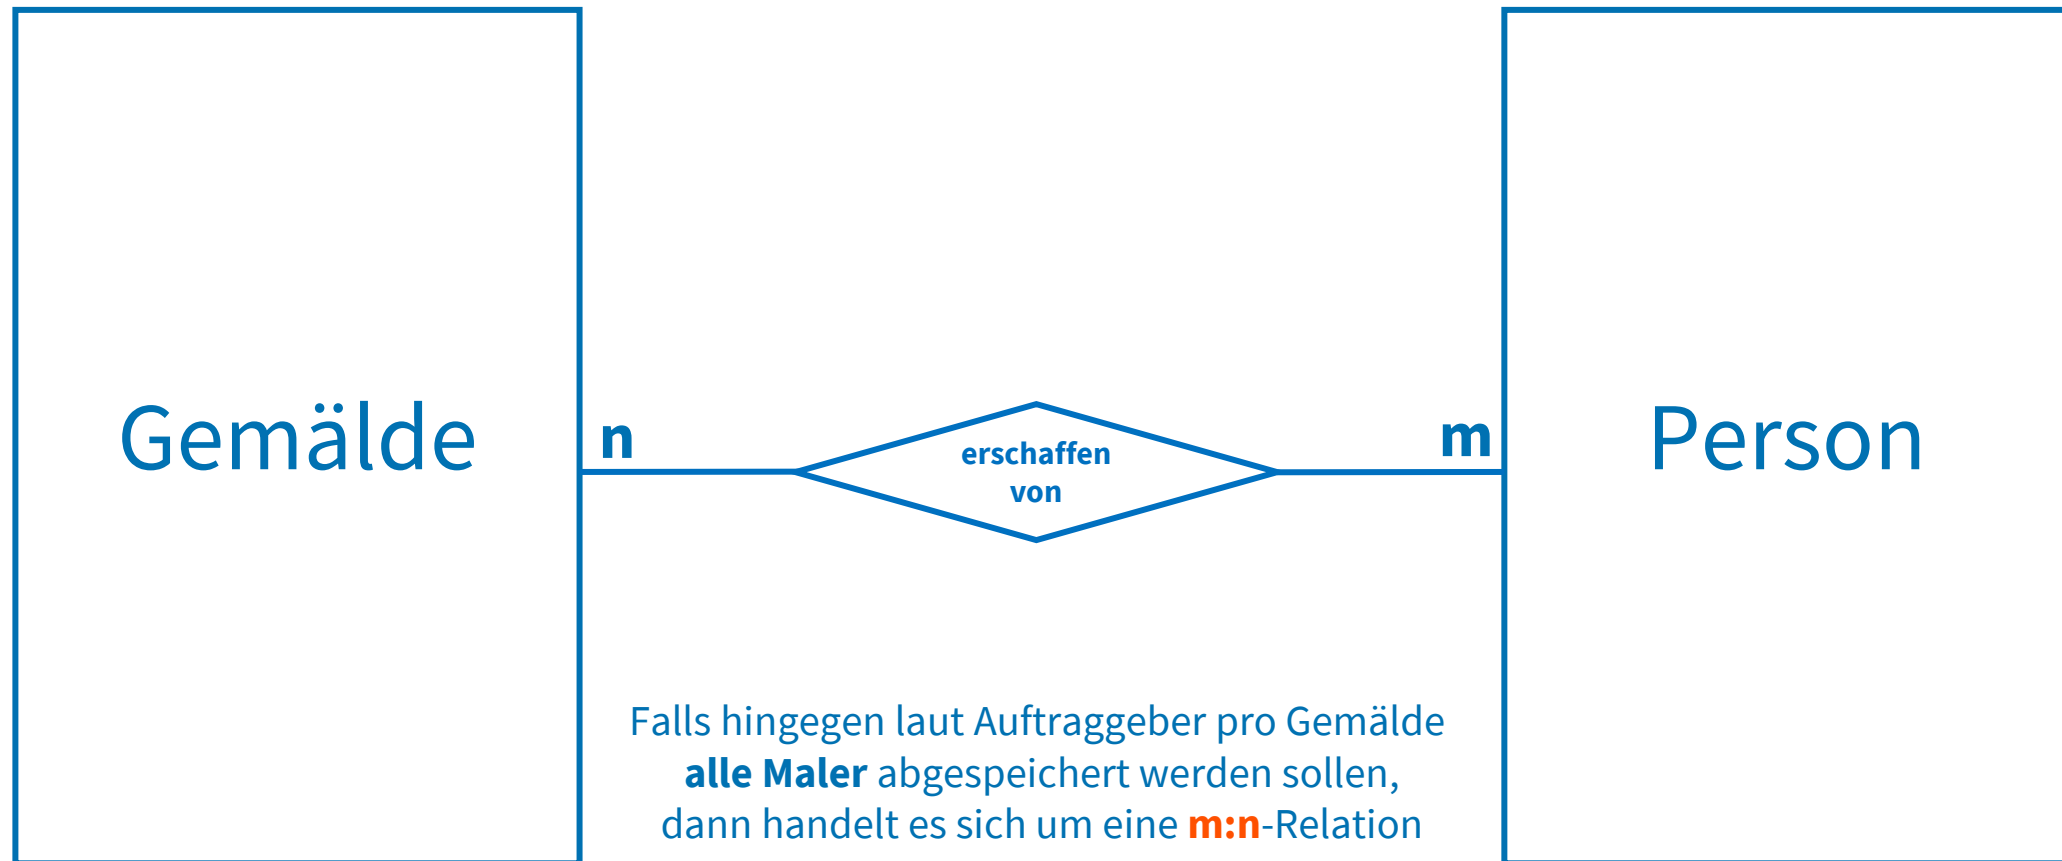 Gemälde
n
erschaffen
von
m
Person
Falls hingegen laut Auftraggeber pro Gemälde
alle Maler abgespeichert werden sollen,
dann handelt es sich um eine m:n-Relation